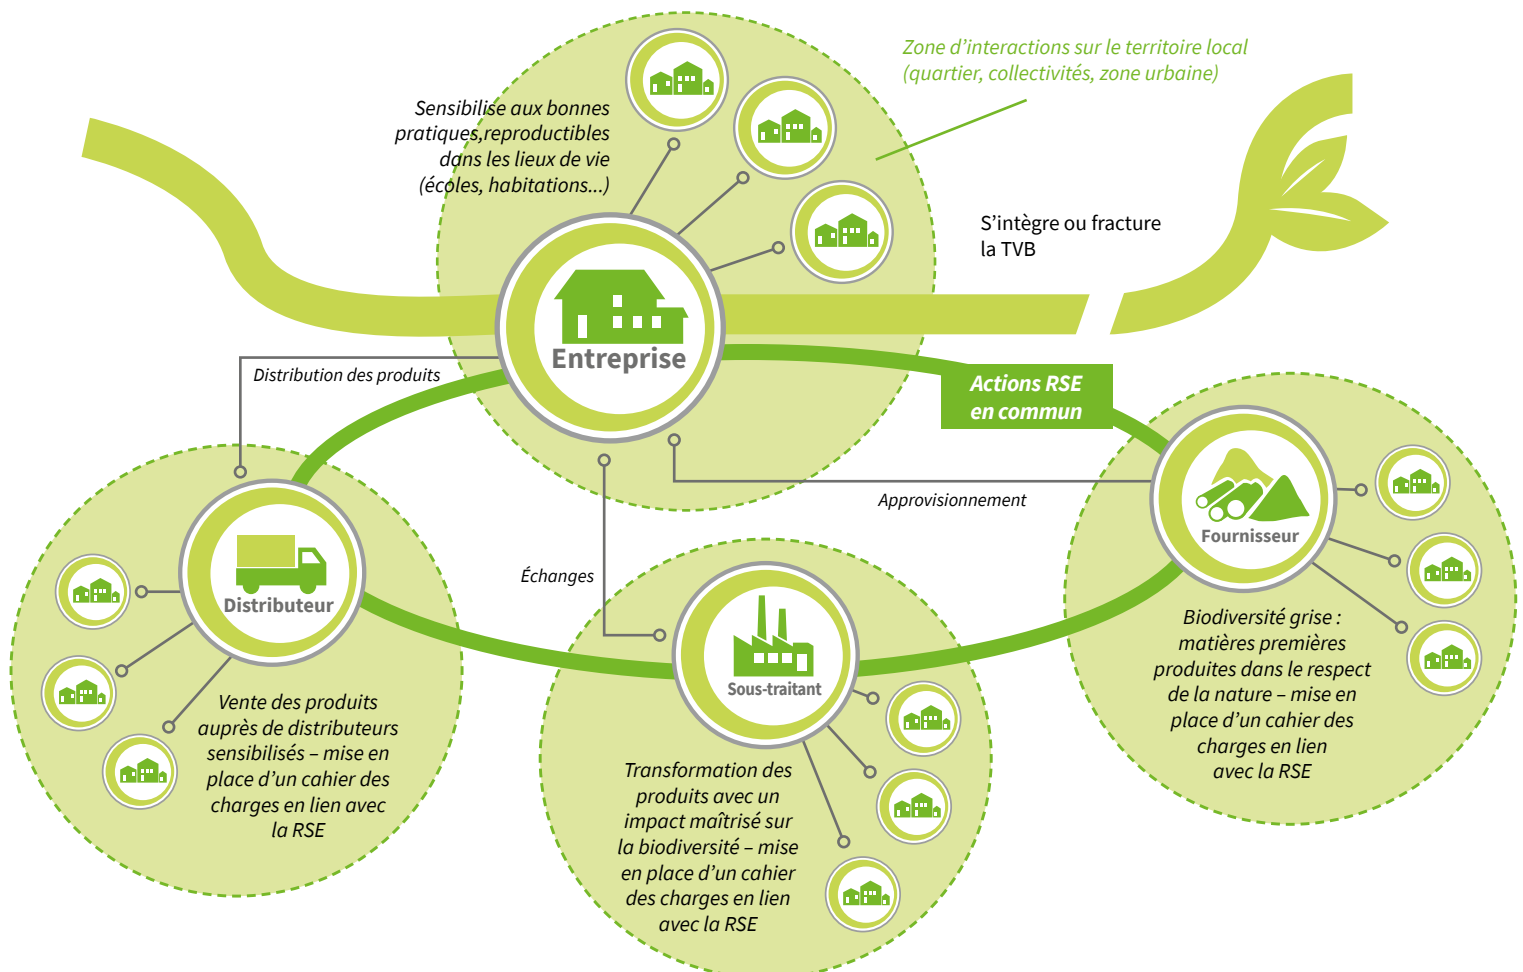 Zone d’interactions sur le territoire local
(quartier, collectivités, zone urbaine)
Sensibilise aux bonnes
pratiques,reproductibles
dans les lieux de vie
(écoles, habitations...)
S’intègre ou fracture
la TVB
Entreprise
Distribution des produits
Actions RSE
en commun
Approvisionnement
Échanges
Fournisseur
Biodiversité grise :
matières premières
produites dans le respect
de la nature – mise en
place d’un cahier des
charges en lien
avec la RSE
Distributeur
Vente des produits
auprès de distributeurs
sensibilisés – mise en
place d’un cahier des
charges en lien avec
la RSE
Sous-traitant
Transformation des
produits avec un
impact maîtrisé sur
la biodiversité – mise
en place d’un cahier
des charges en lien
avec la RSE